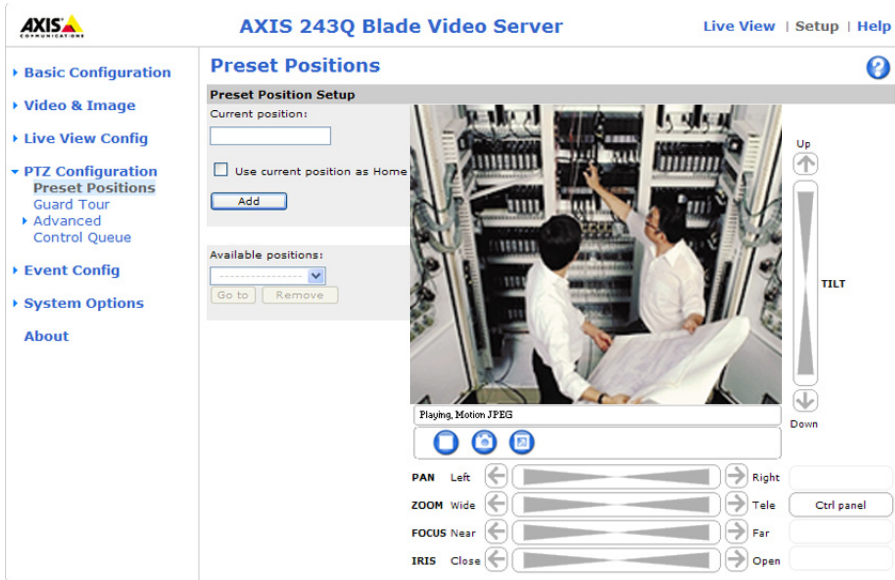 AXIS
COMMUNICATIONS
AXIS 243Q Blade Video Server
Live View | Setup | Help
Basic Configuration
Video & Image
Live View Config
PTZ Configuration
Preset Positions
Guard Tour
Advanced
Control Queue
Event Config
System Options
About
Preset Positions
?
Preset Position Setup
Current position:
Use current position as Home
Add
Available positions:
----------------
Go to
Remove
Playing, Motion JPEG
Up
TILT
Down
PAN Left Right
ZOOM Wide Tele Ctrl panel
FOCUS Near Far
IRIS Close Open